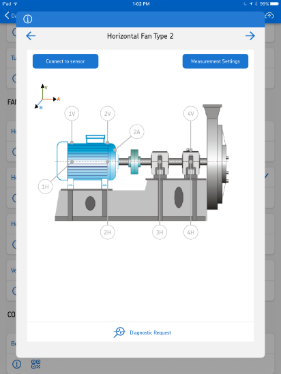 iPad
1:02 PM
90%
Horizontal Fan Type 2
Connect to sensor
Measurement Settings
A
1V
2V
2A
4V
1H
2H
3H
4H
Diagnostic Request